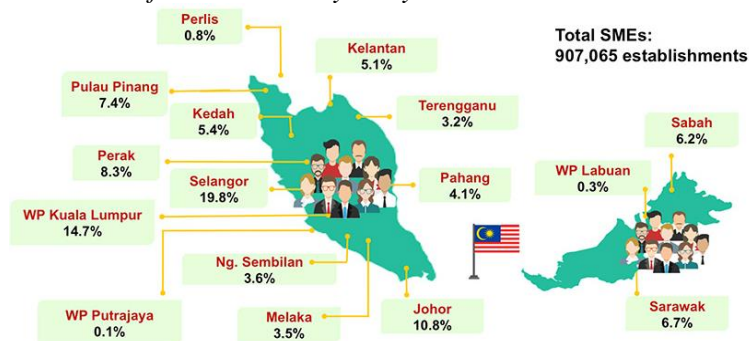 Perlis
0.8%
Kelantan
5.1%
Total SMEs:
907,065 establishments
Pulau Pinang
7.4%
Kedah
5.4%
Terengganu
3.2%
Sabah
6.2%
Perak
8.3%
Selangor
19.8%
Pahang
4.1%
WP Labuan
0.3%
WP Kuala Lumpur
14.7%
Ng. Sembilan
3.6%
WP Putrajaya
0.1%
Melaka
3.5%
Johor
10.8%
Sarawak
6.7%